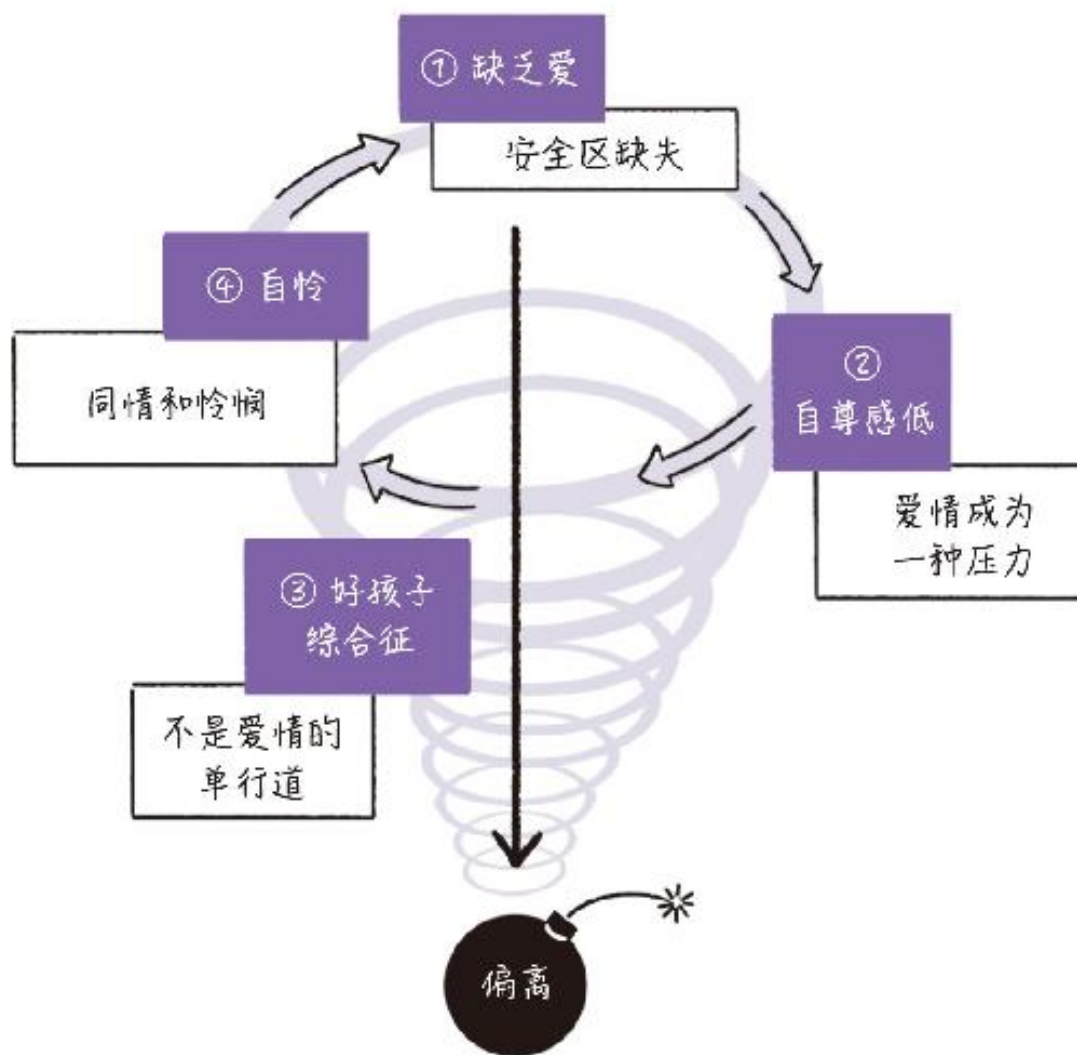 ① 缺乏爱
安全区缺失
②
自尊感低
爱情成为
一种压力
③ 好孩子
综合征
不是爱情的
单行道
④ 自怜
同情和怜悯
偏离